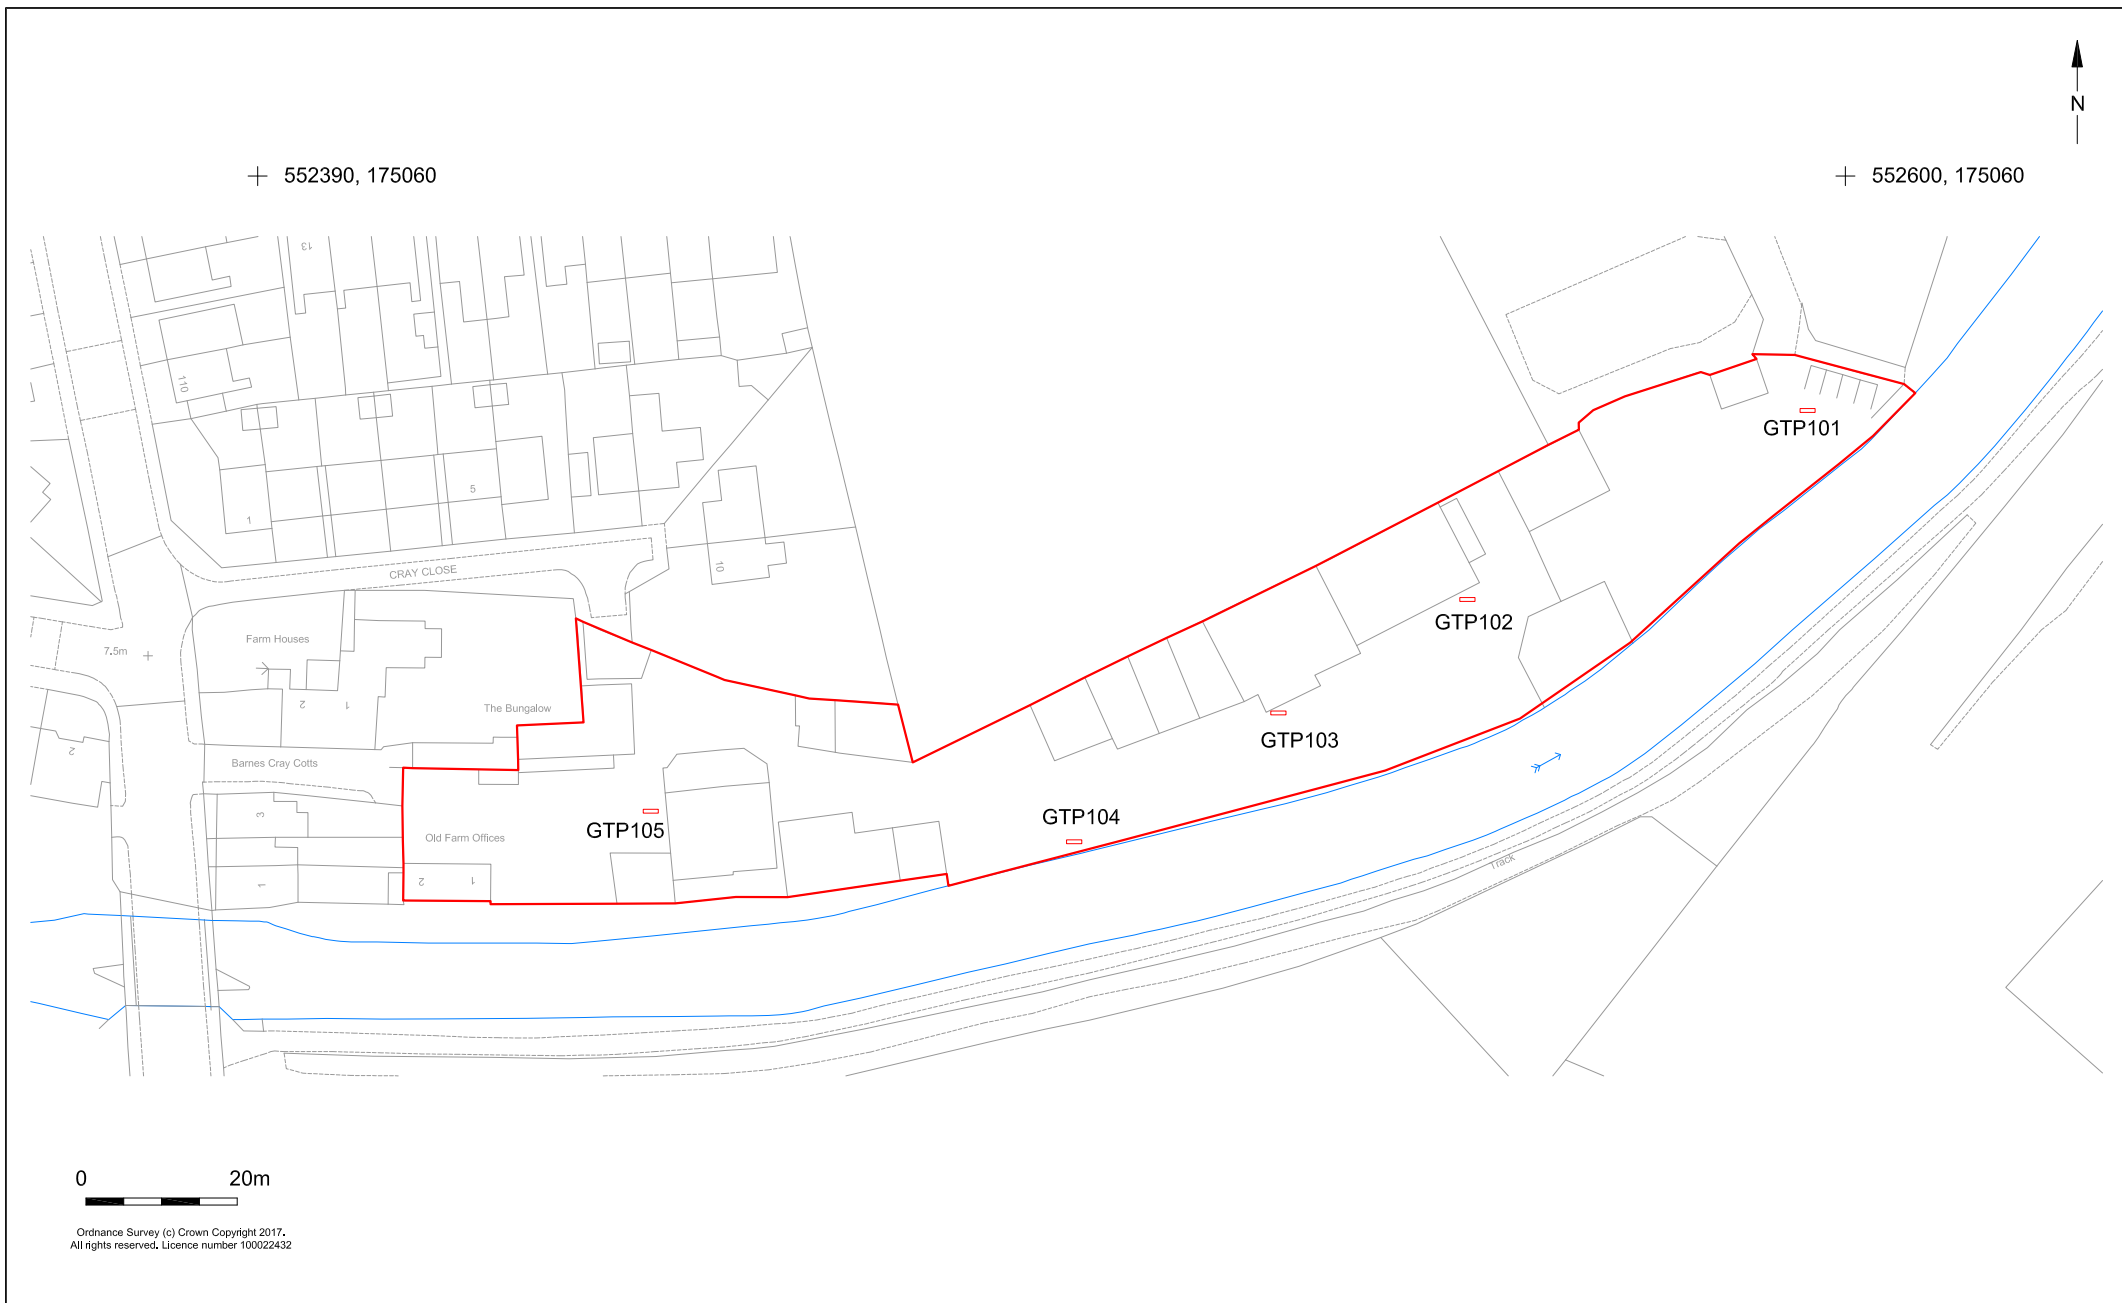 N
552390, 175060
552600, 175060
13
110
5
1
CRAY CLOSE
10
GTP101
Farm Houses
7.5m
2
1
The Bungalow
GTP102
2
Barnes Cray Cotts
GTP103
3
Old Farm Offices
GTP105
GTP104
1
2
1
Track
0
20m
Ordnance Survey (c) Crown Copyright 2017.
All rights reserved. Licence number 100022432